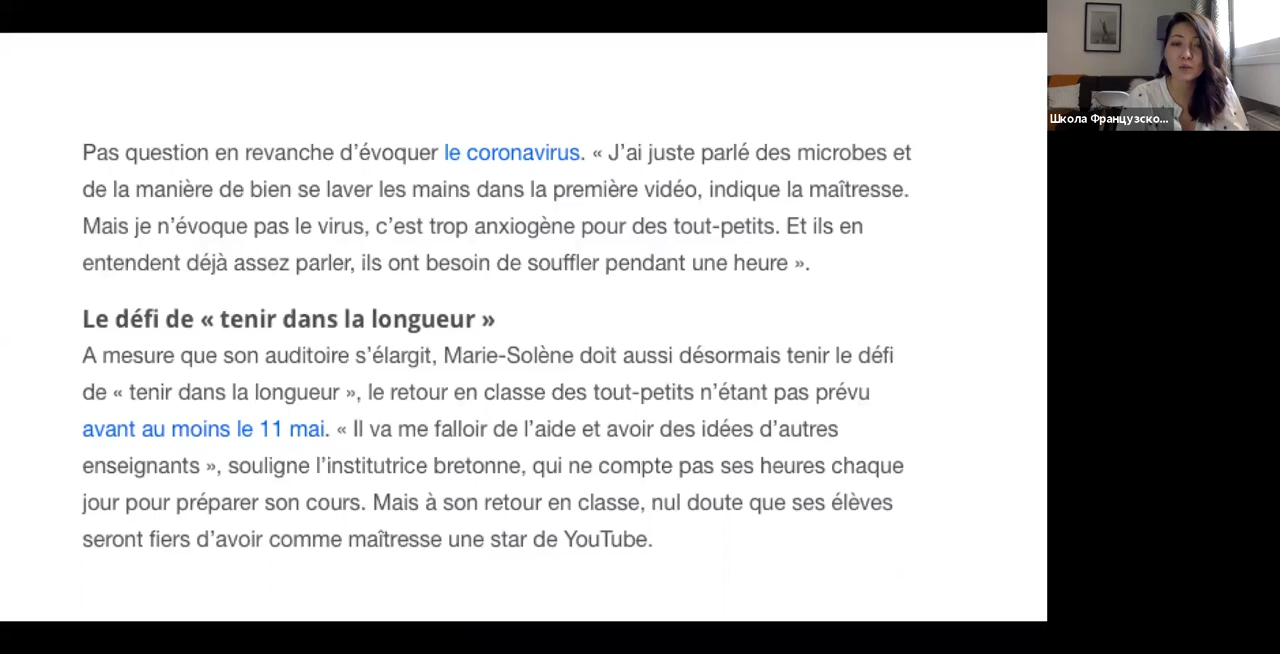 Pas question en revanche d’évoquer le coronavirus. « J’ai juste parlé des microbes et
de la manière de bien se laver les mains dans la première vidéo, indique la maîtresse.
Mais je n’évoque pas le virus, c’est trop anxiogène pour des tout-petits. Et ils en
entendent déjà assez parler, ils ont besoin de souffler pendant une heure ».
Le défi de « tenir dans la longueur »
A mesure que son auditoire s’élargit, Marie-Solène doit aussi désormais tenir le défi
de « tenir dans la longueur », le retour en classe des tout-petits n’étant pas prévu
avant au moins le 11 mai. « Il va me falloir de l’aide et avoir des idées d’autres
enseignants », souligne l’institutrice bretonne, qui ne compte pas ses heures chaque
jour pour préparer son cours. Mais à son retour en classe, nul doute que ses élèves
seront fiers d’avoir comme maîtresse une star de YouTube.
Школа Французско...